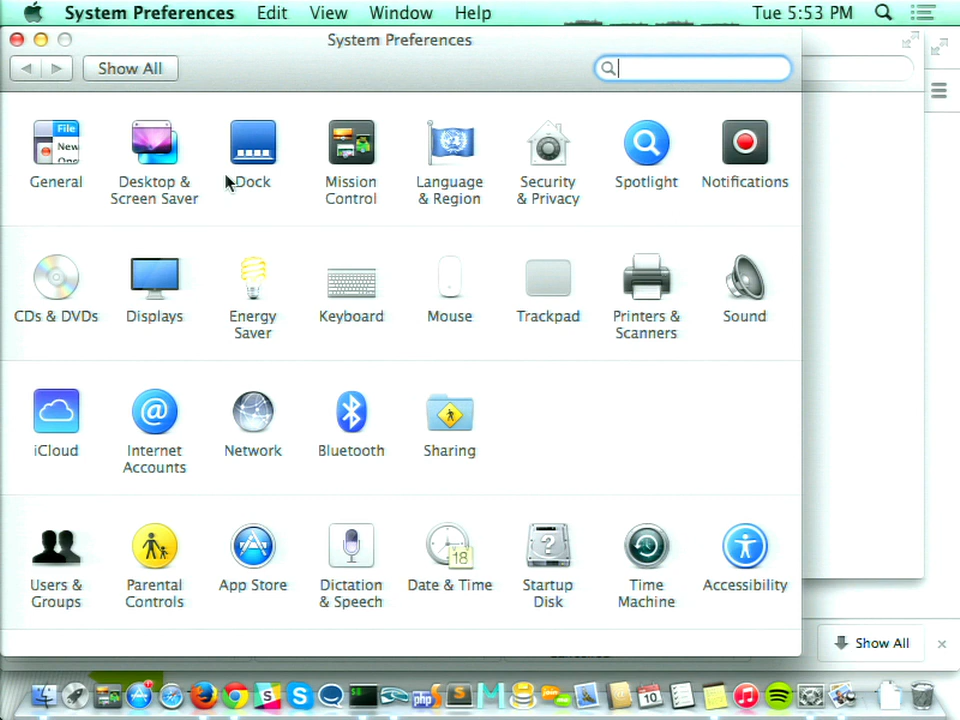 System Preferences Edit View Window Help Tue 5:53 PM
System Preferences
Show All
File
New
General Desktop & Screen Saver Dock Mission Control Language & Region Security & Privacy Spotlight Notifications
CDs & DVDs Displays Energy Saver Keyboard Mouse Trackpad Printers & Scanners Sound
iCloud Internet Accounts Network Bluetooth Sharing
18
Users & Groups Parental Controls App Store Dictation & Speech Date & Time Startup Disk Time Machine Accessibility
Show All
php
10